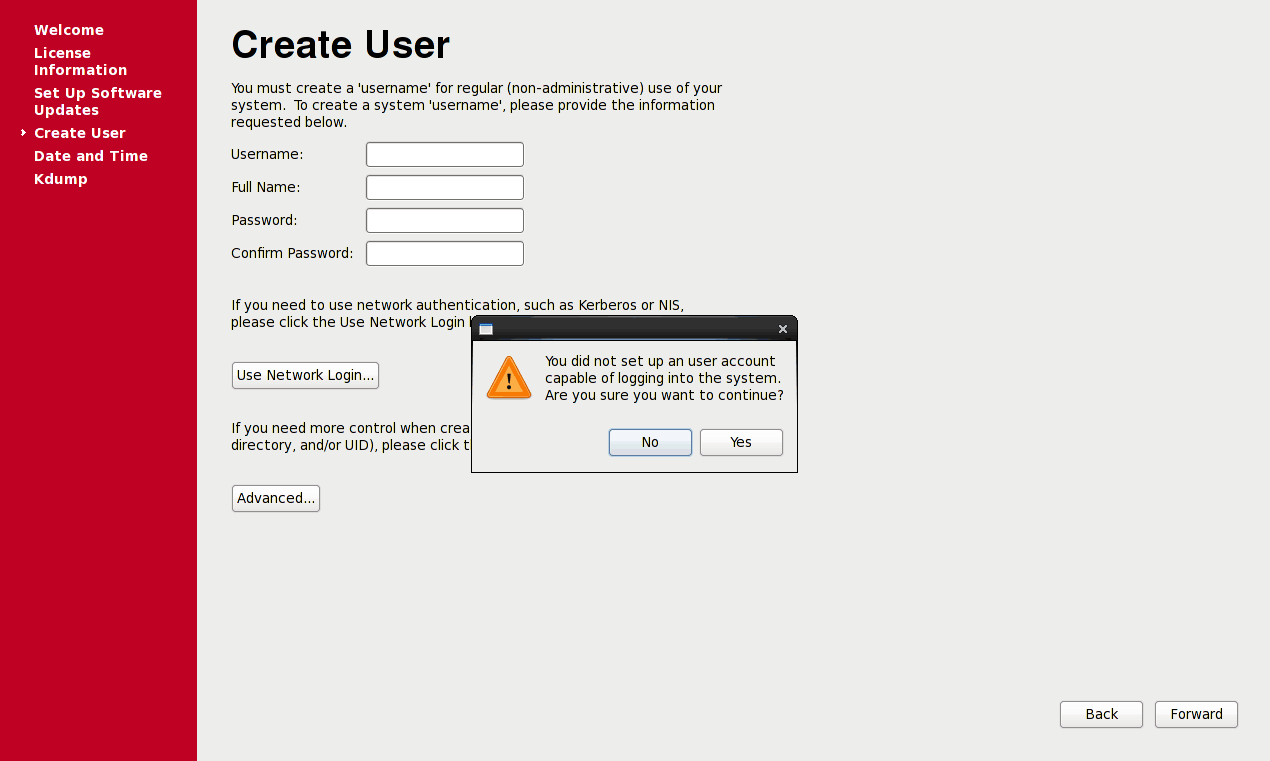 Welcome
License
Information
Set Up Software
Updates
Create User
Date and Time
Kdump
Create User
You must create a 'username' for regular (non-administrative) use of your
system.  To create a system 'username', please provide the information
requested below.
Username:
Full Name:
Password:
Confirm Password:
If you need to use network authentication, such as Kerberos or NIS,
please click the Use Network Login
Use Network Login...
If you need more control when
directory, and/or UID), please click
Advanced...
You did not set up an user account
capable of logging into the system.
Are you sure you want to continue?
No
Yes
Back
Forward